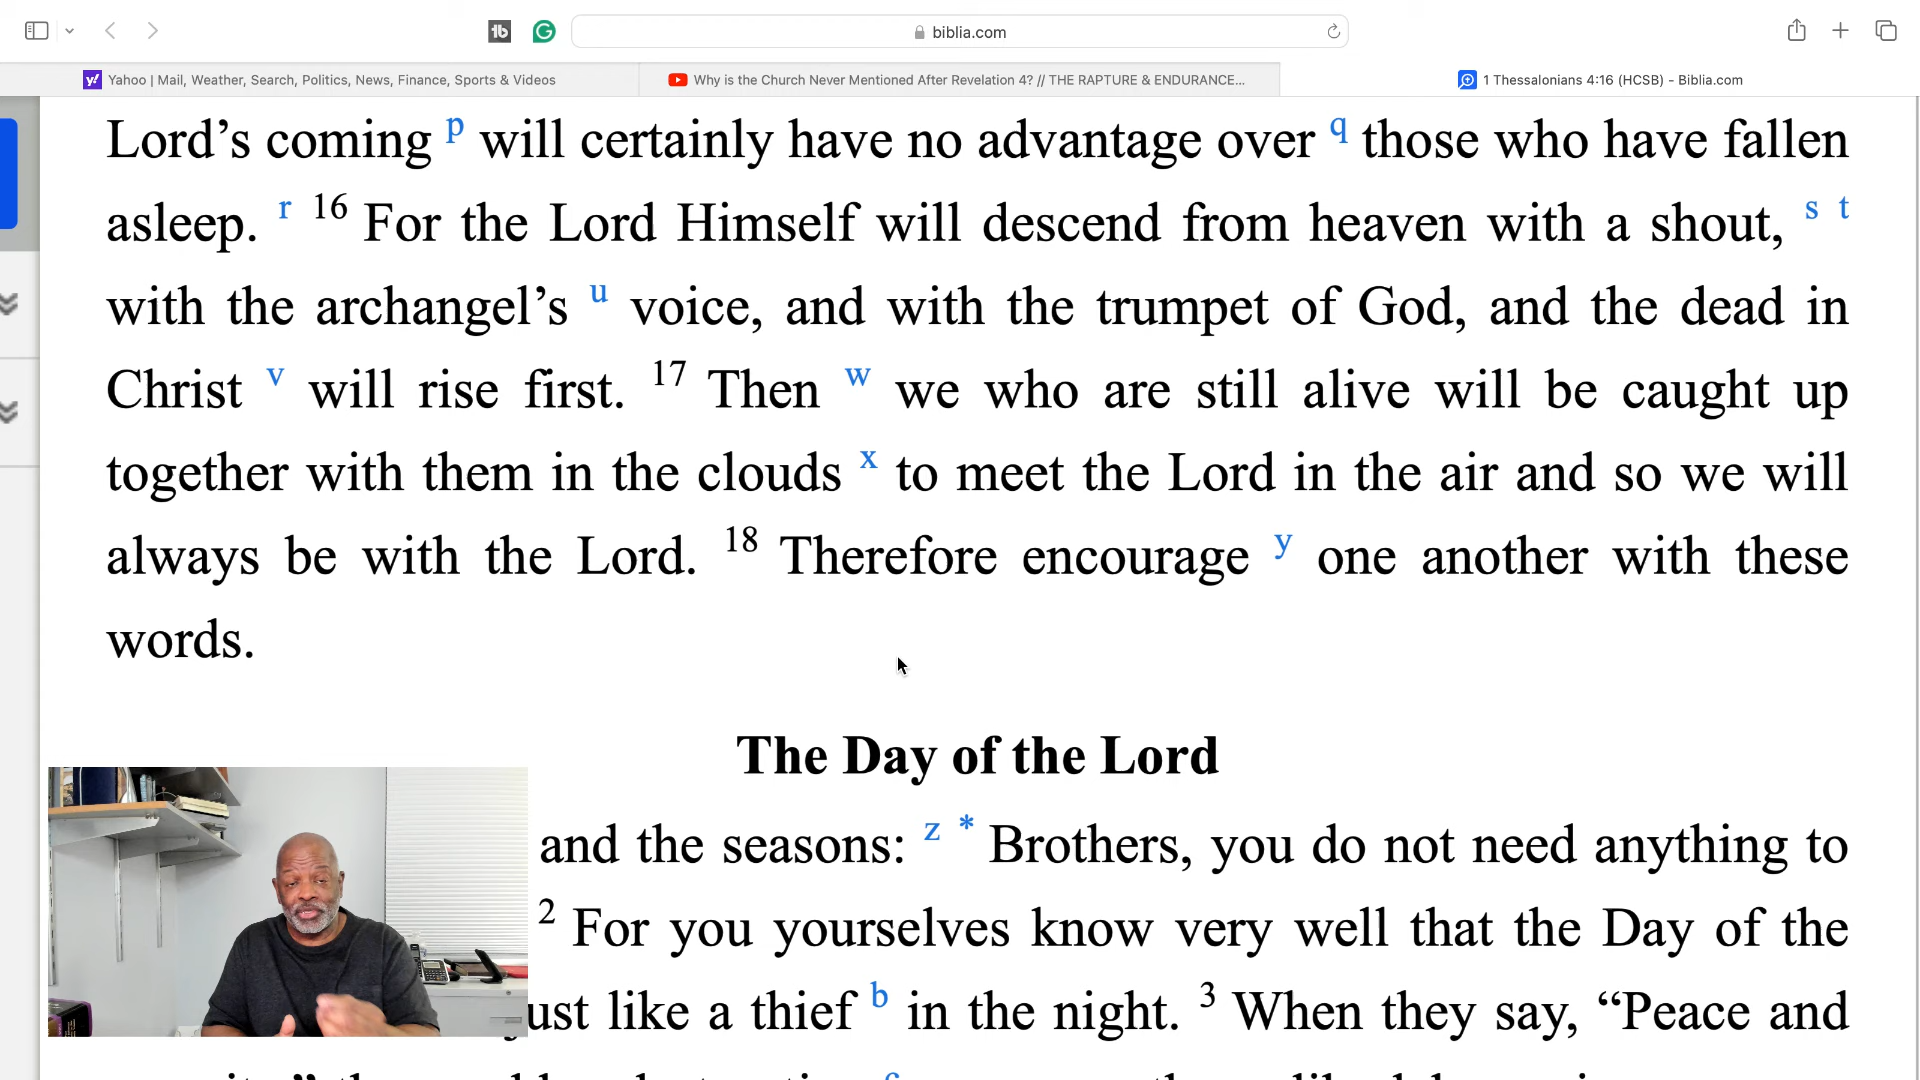 biblia.com
Yahoo | Mail, Weather, Search, Politics, News, Finance, Sports & Videos
Why is the Church Never Mentioned After Revelation 4? // THE RAPTURE & ENDURANCE...
1 Thessalonians 4:16 (HCSB) - Biblia.com
Lord’s coming p will certainly have no advantage over q those who have fallen
asleep. r 16 For the Lord Himself will descend from heaven with a shout, s t
with the archangel’s u voice, and with the trumpet of God, and the dead in
Christ v will rise first. 17 Then w we who are still alive will be caught up
together with them in the clouds x to meet the Lord in the air and so we will
always be with the Lord. 18 Therefore encourage y one another with these
words.
The Day of the Lord
and the seasons: z * Brothers, you do not need anything to
2 For you yourselves know very well that the Day of the
like a thief b in the night. 3 When they say, “Peace and